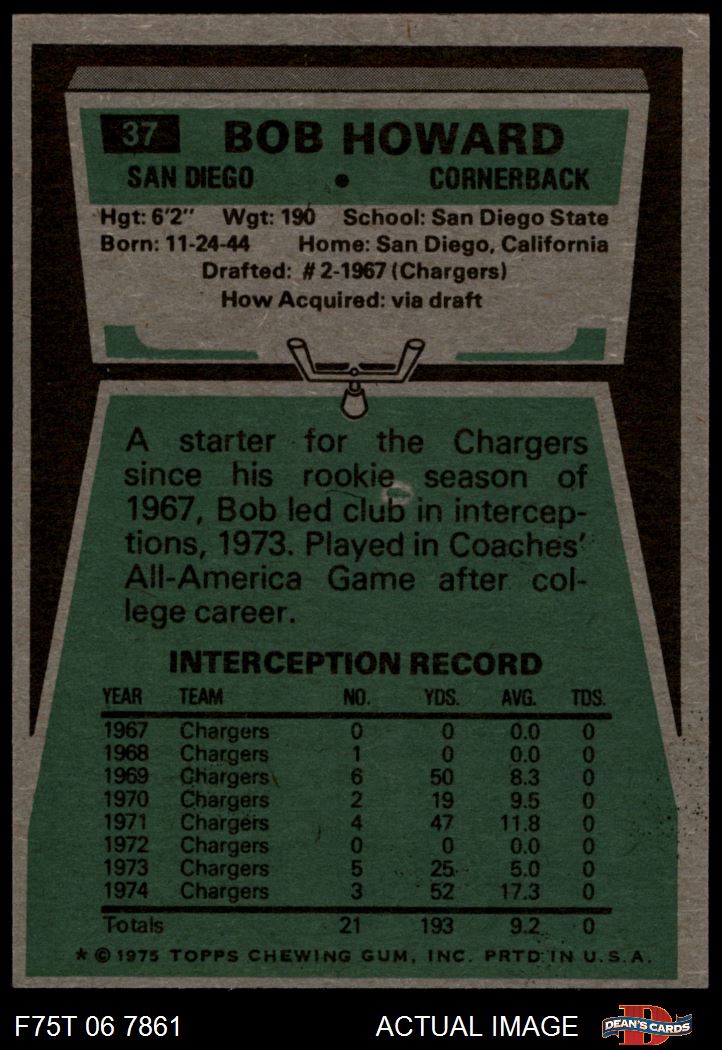 37 BOB HOWARD
SAN DIEGO • CORNERBACK
Hgt: 6'2" Wgt: 190 School: San Diego State
Born: 11-24-44 Home: San Diego, California
Drafted: #2-1967 (Chargers)
How Acquired: via draft
A starter for the Chargers
since his rookie season of
1967, Bob led club in intercep-
tions, 1973. Played in Coaches'
All-America Game after col-
lege career.
INTERCEPTION RECORD
YEAR TEAM NO. YDS. AVG. TDS.
1967 Chargers 0 0 0.0 0
1968 Chargers 1 0 0.0 0
1969 Chargers 6 50 8.3 0
1970 Chargers 2 19 9.5 0
1971 Chargers 4 47 11.8 0
1972 Chargers 0 0 0.0 0
1973 Chargers 5 25 5.0 0
1974 Chargers 3 52 17.3 0
Totals 21 193 9.2 0
* © 1975 TOPPS CHEWING GUM, INC. PRTD IN U.S.A.
F75T 06 7861 ACTUAL IMAGE D DEAN'S CARDS